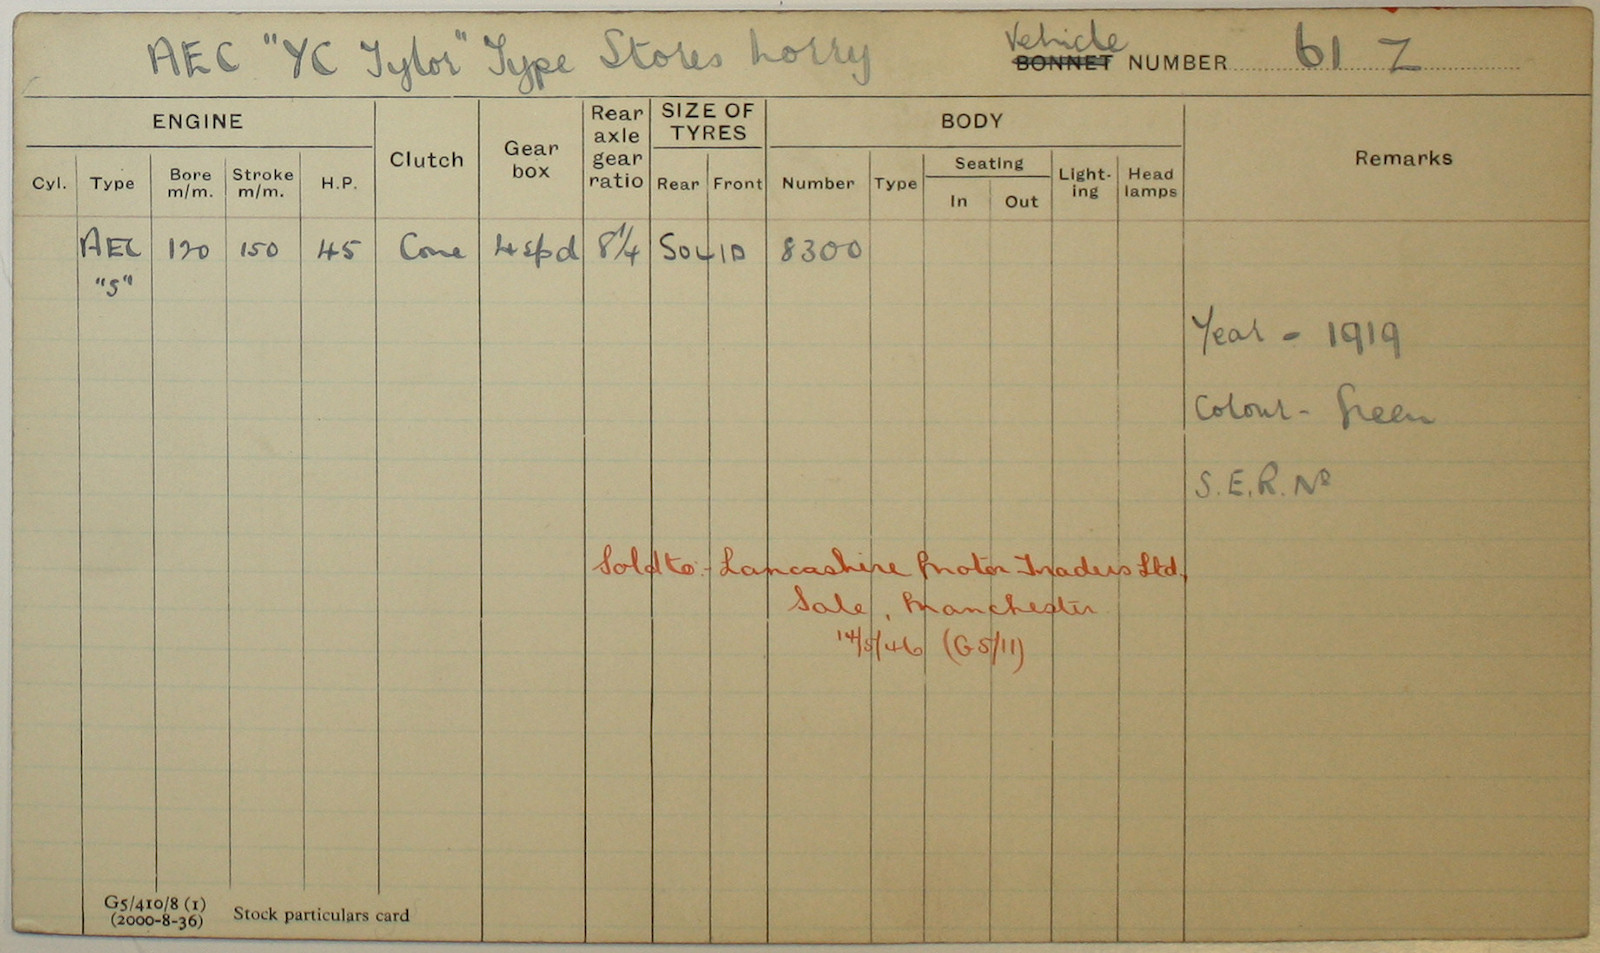 AEC "YC Tylor" Type Stores Lorry
Vehicle
BONNET NUMBER 61 Z
ENGINE
Clutch
Gear box
Rear axle gear ratio
SIZE OF TYRES
BODY
Remarks
Cyl. Type Bore m/m. Stroke m/m. H.P.
Rear Front
Number Type
Seating
In Out
Light-ing
Head lamps
AEC "5" 120 150 45 Cone 4 spd 8¼ SOLID 8300
Year - 1919
Colour - Green
S.E.R. No
Sold to:- Lancashire Motor Traders Ltd,
Sale, Manchester
14/5/46 (G5/11)
G5/410/8 (1)
(2000-8-36)
Stock particulars card